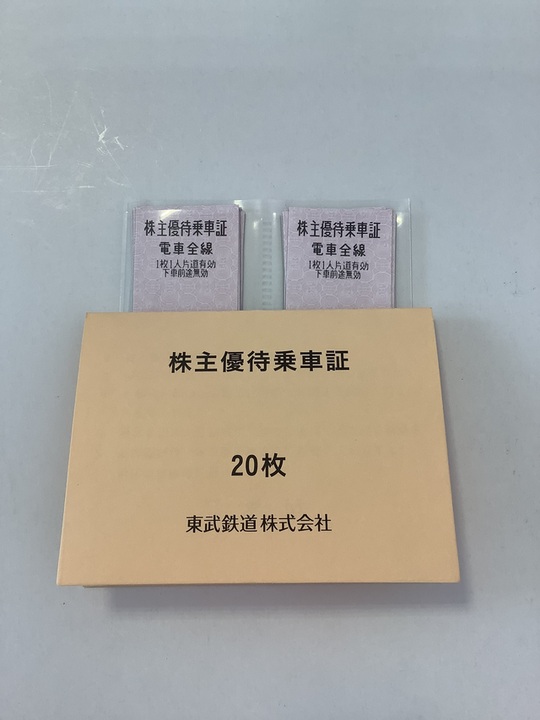 株主優待乗車証
電車全線
1枚1人片道有効
下車前途無効
株主優待乗車証
電車全線
1枚1人片道有効
下車前途無効
株主優待乗車証
20枚
東武鉄道株式会社